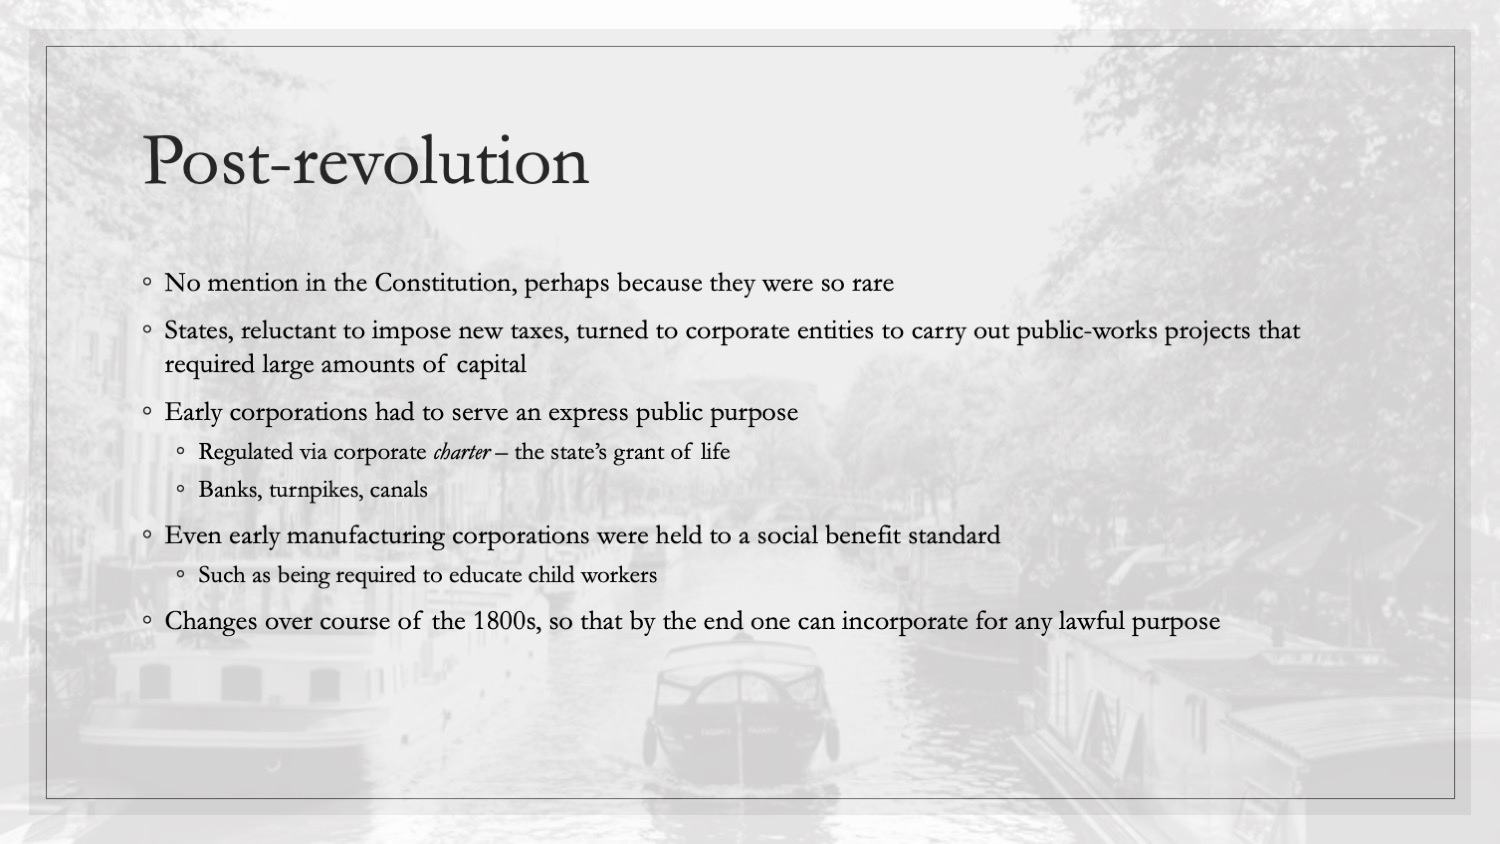 Post-revolution
◦ No mention in the Constitution, perhaps because they were so rare
◦ States, reluctant to impose new taxes, turned to corporate entities to carry out public-works projects that
required large amounts of capital
◦ Early corporations had to serve an express public purpose
◦ Regulated via corporate charter – the state’s grant of life
◦ Banks, turnpikes, canals
◦ Even early manufacturing corporations were held to a social benefit standard
◦ Such as being required to educate child workers
◦ Changes over course of the 1800s, so that by the end one can incorporate for any lawful purpose